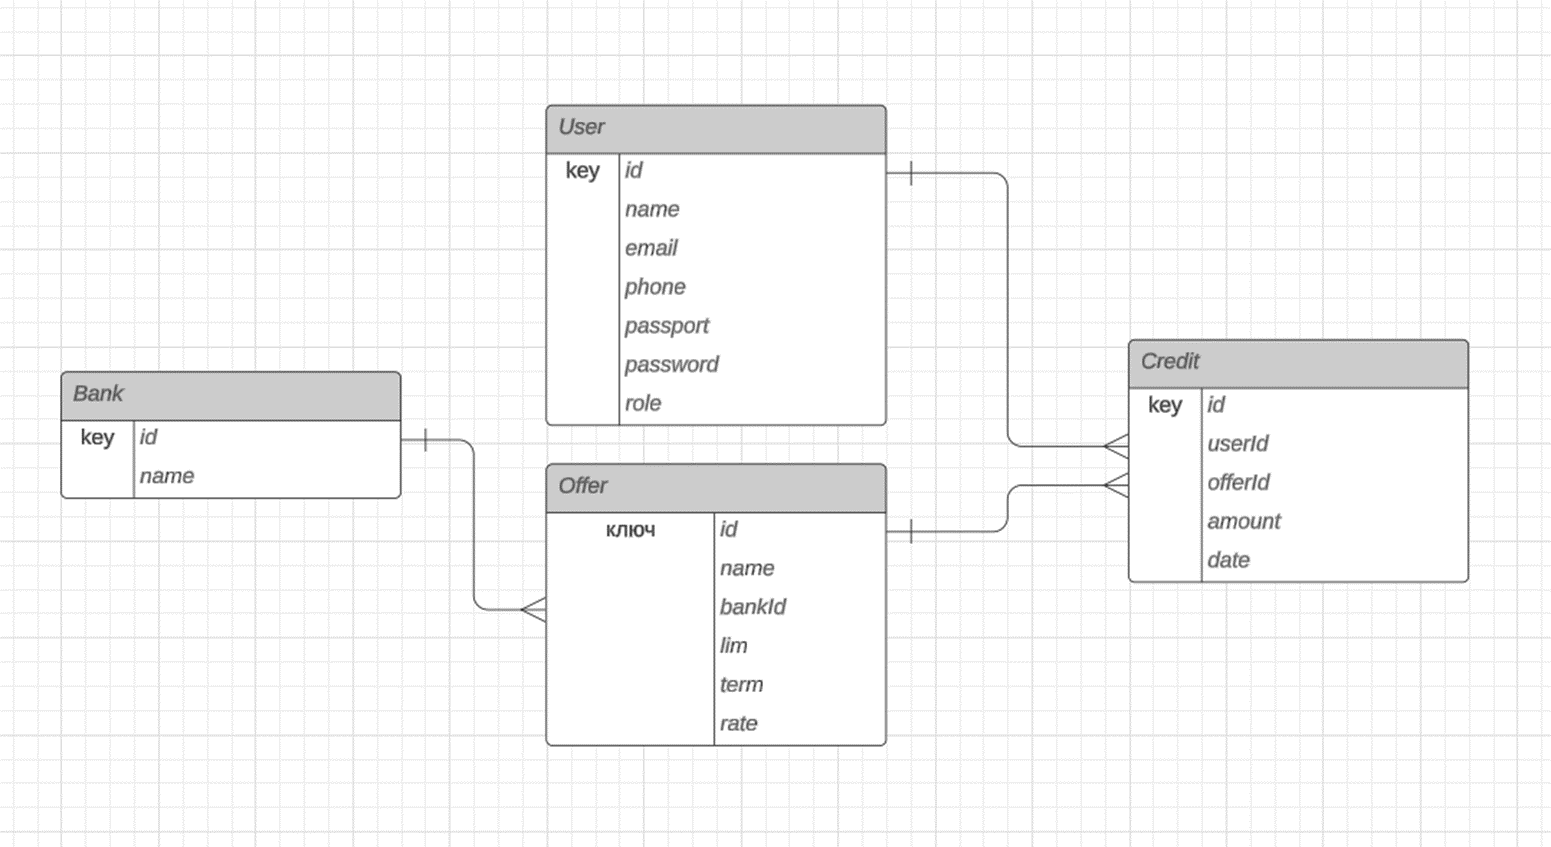 User
key id
name
email
phone
passport
password
role
Bank
key id
name
Offer
ключ id
name
bankId
lim
term
rate
Credit
key id
userId
offerId
amount
date